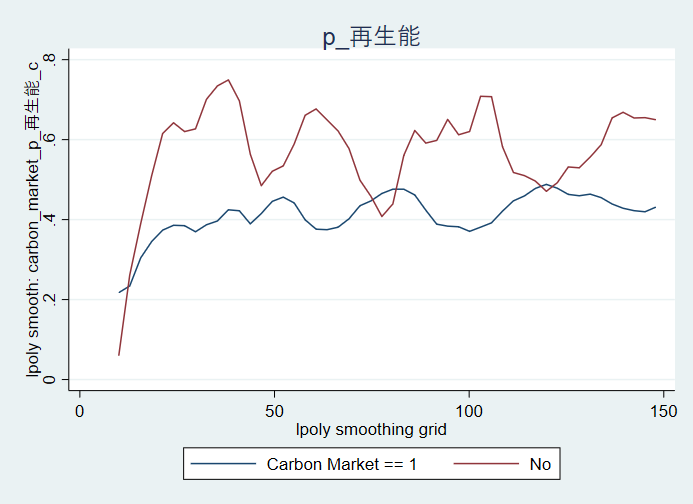 p_再生能
lpoly smooth: carbon_market_p_再生能_c
.8
.6
.4
.2
0
0 50 100 150
lpoly smoothing grid
Carbon Market == 1 No